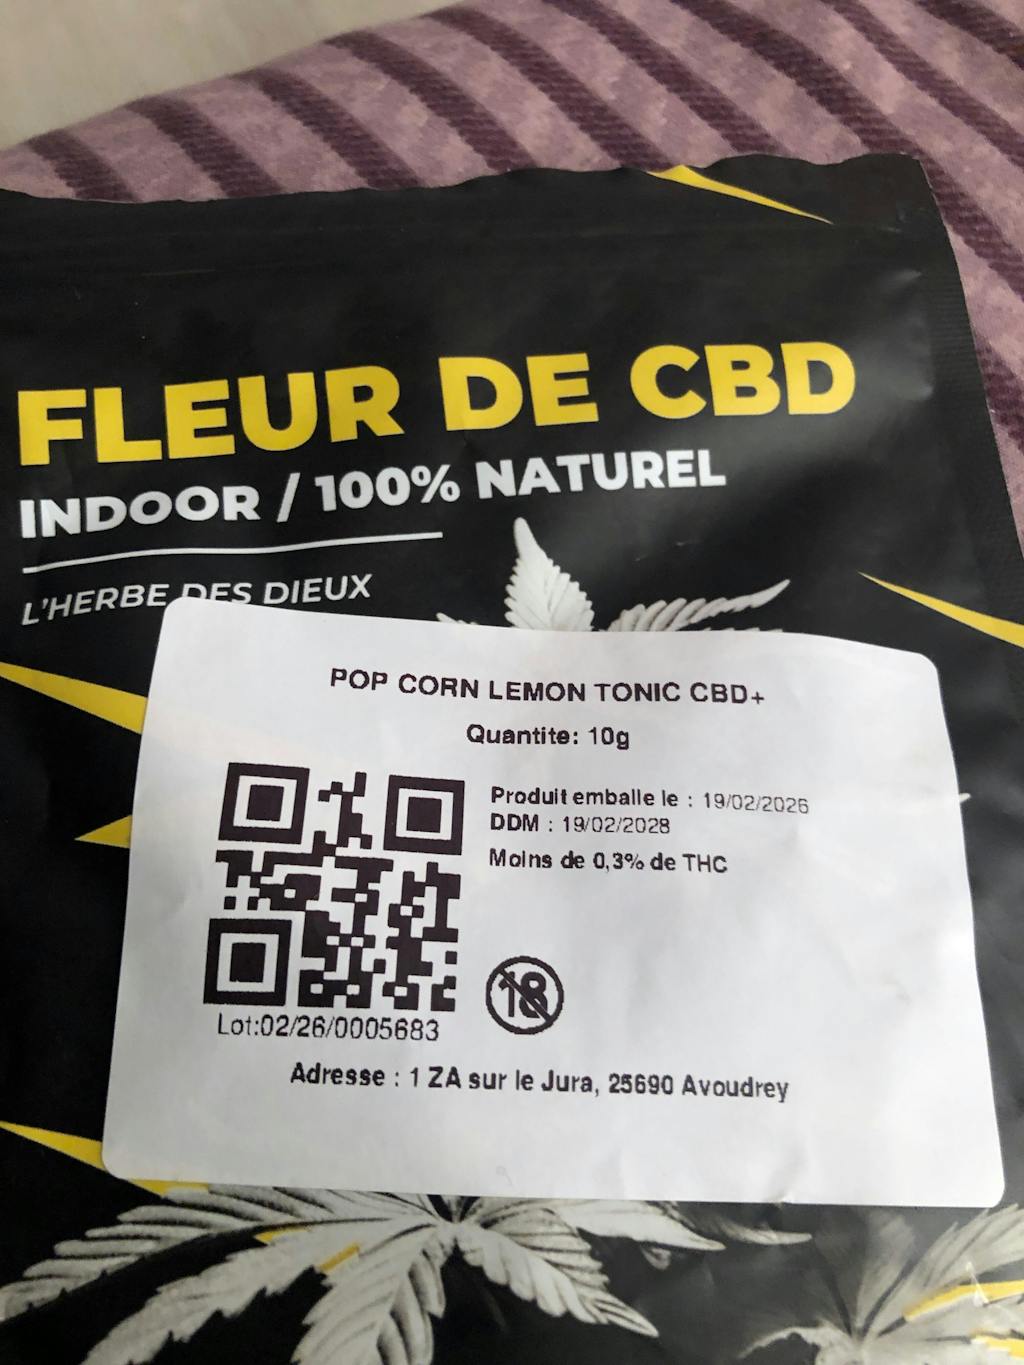 FLEUR DE CBD
INDOOR / 100% NATUREL
L'HERBE DES DIEUX
POP CORN LEMON TONIC CBD+
Quantite: 10g
Produit emballe le : 19/02/2026
DDM : 19/02/2028
Moins de 0,3% de THC
18
Lot:02/26/0005683
Adresse : 1 ZA sur le Jura, 25690 Avoudrey